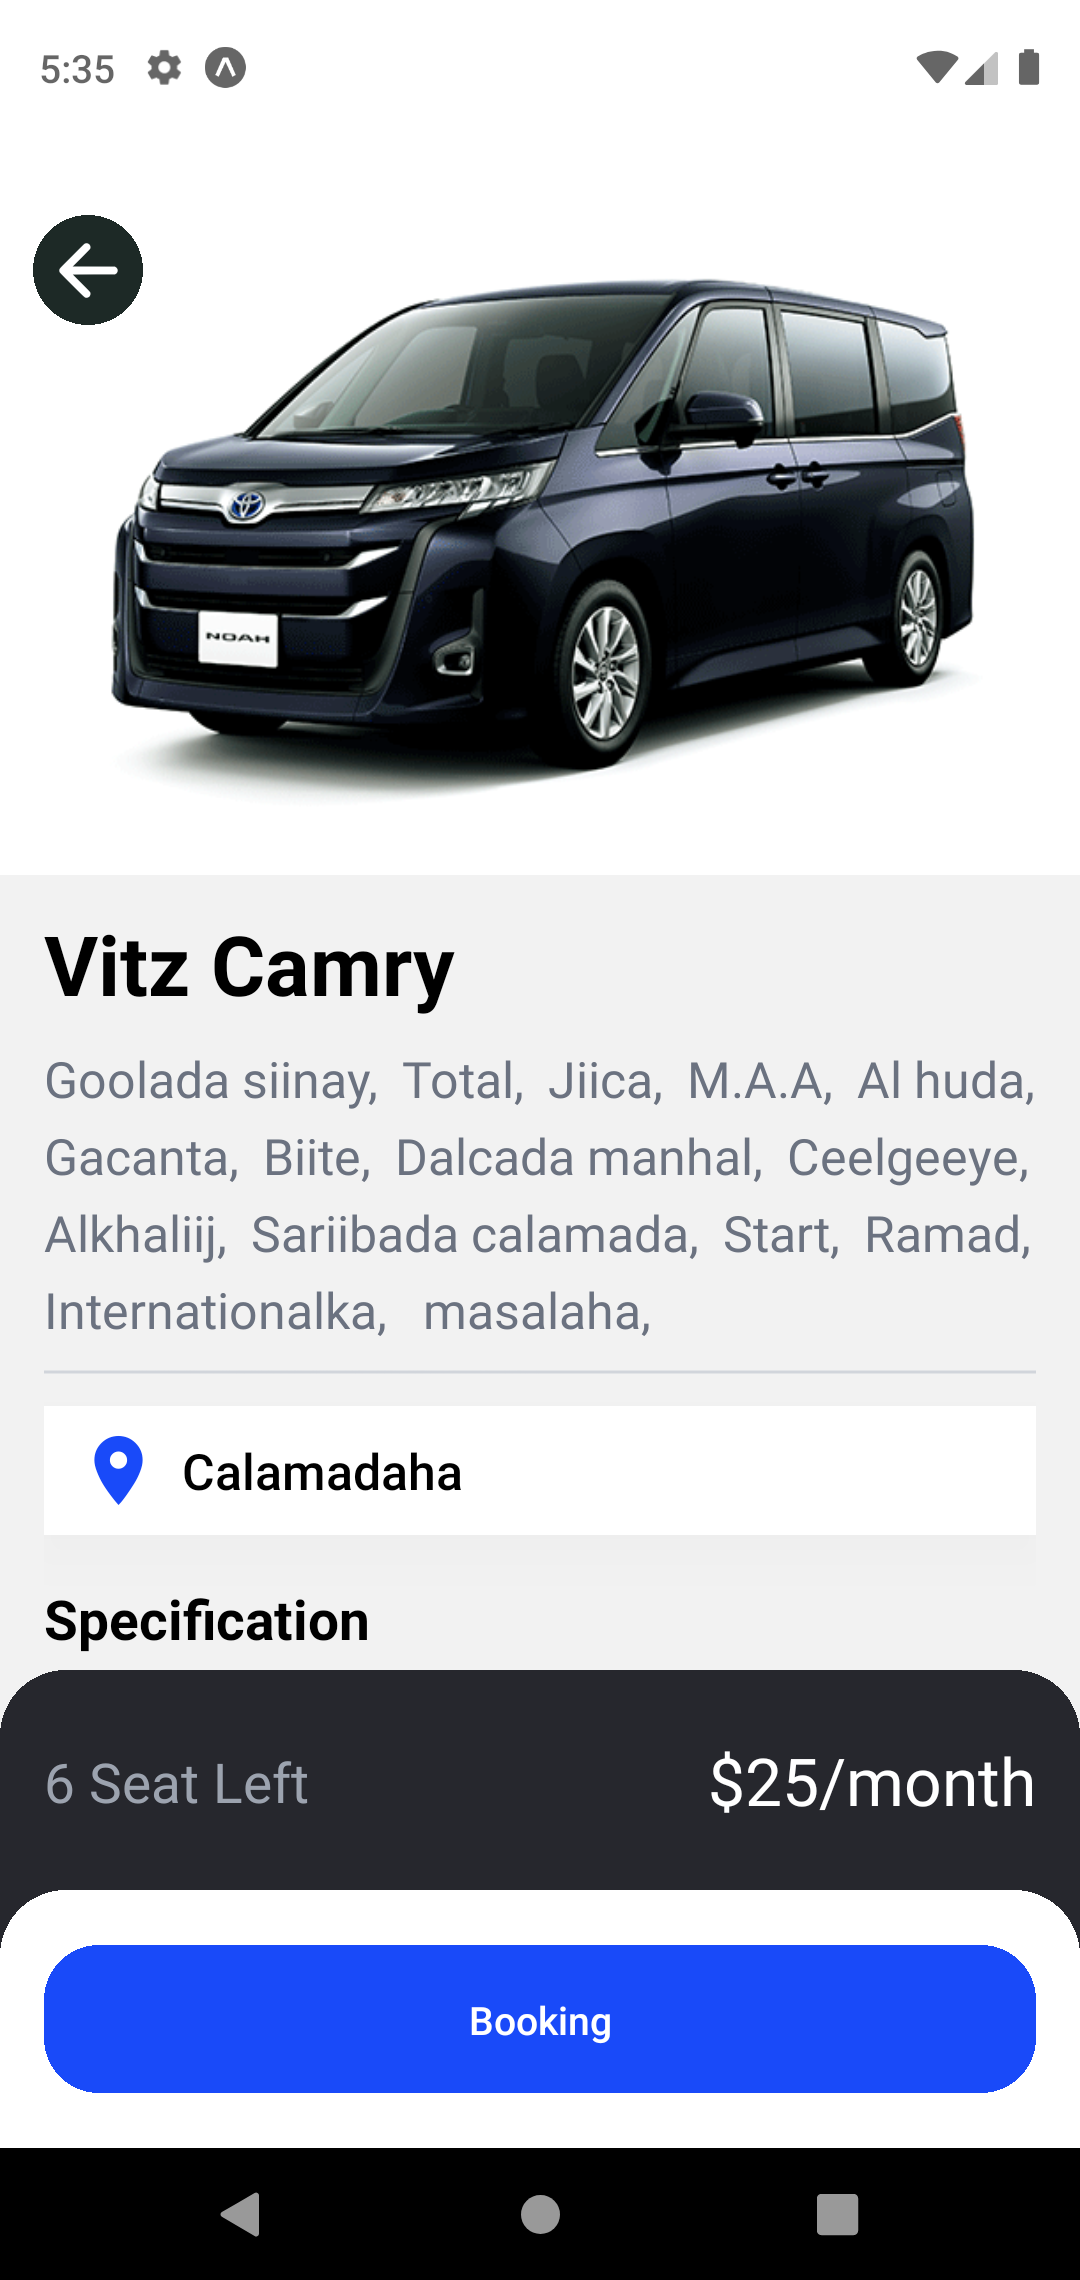 5:35
NOAH
Vitz Camry
Goolada siinay, Total, Jiica, M.A.A, Al huda,
Gacanta, Biite, Dalcada manhal, Ceelgeeye,
Alkhaliij, Sariibada calamada, Start, Ramad,
Internationalka, masalaha,
Calamadaha
Specification
6 Seat Left $25/month
Booking